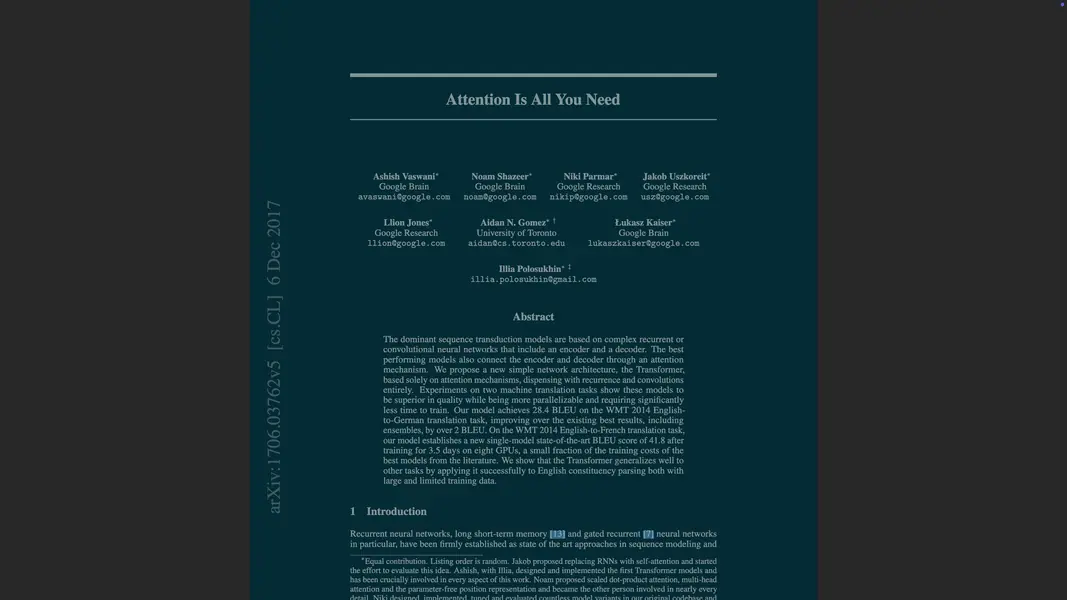 Attention Is All You Need
Ashish Vaswani* Noam Shazeer* Niki Parmar* Jakob Uszkoreit*
Google Brain Google Brain Google Research Google Research
avaswani@google.com noam@google.com nikip@google.com usz@google.com
Llion Jones* Aidan N. Gomez* † Łukasz Kaiser*
Google Research University of Toronto Google Brain
llion@google.com aidan@cs.toronto.edu lukaszkaiser@google.com
Illia Polosukhin* ‡
illia.polosukhin@gmail.com
arXiv:1706.03762v5 [cs.CL] 6 Dec 2017
Abstract
The dominant sequence transduction models are based on complex recurrent or
convolutional neural networks that include an encoder and a decoder. The best
performing models also connect the encoder and decoder through an attention
mechanism. We propose a new simple network architecture, the Transformer,
based solely on attention mechanisms, dispensing with recurrence and convolutions
entirely. Experiments on two machine translation tasks show these models to
be superior in quality while being more parallelizable and requiring significantly
less time to train. Our model achieves 28.4 BLEU on the WMT 2014 English-
to-German translation task, improving over the existing best results, including
ensembles, by over 2 BLEU. On the WMT 2014 English-to-French translation task,
our model establishes a new single-model state-of-the-art BLEU score of 41.8 after
training for 3.5 days on eight GPUs, a small fraction of the training costs of the
best models from the literature. We show that the Transformer generalizes well to
other tasks by applying it successfully to English constituency parsing both with
large and limited training data.
1 Introduction
Recurrent neural networks, long short-term memory [13] and gated recurrent [7] neural networks
in particular, have been firmly established as state of the art approaches in sequence modeling and
*Equal contribution. Listing order is random. Jakob proposed replacing RNNs with self-attention and started
the effort to evaluate this idea. Ashish, with Illia, designed and implemented the first Transformer models and
has been crucially involved in every aspect of this work. Noam proposed scaled dot-product attention, multi-head
attention and the parameter-free position representation and became the other person involved in nearly every
detail. Niki designed, implemented, tuned and evaluated countless model variants in our original codebase and